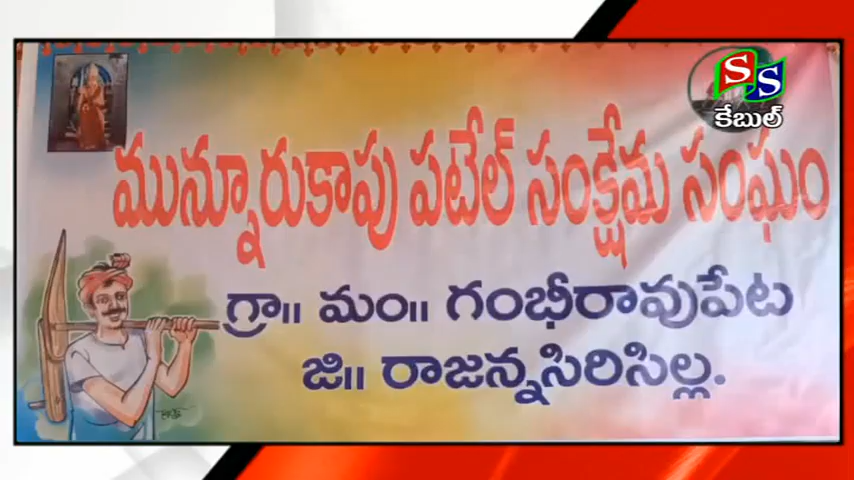 SS
కేబుల్
మున్నూరుకాపు పటేల్ సంక్షేమ సంఘం
గ్రా॥ మం॥ గంభీరావుపేట
జి॥ రాజన్నసిరిసిల్ల.